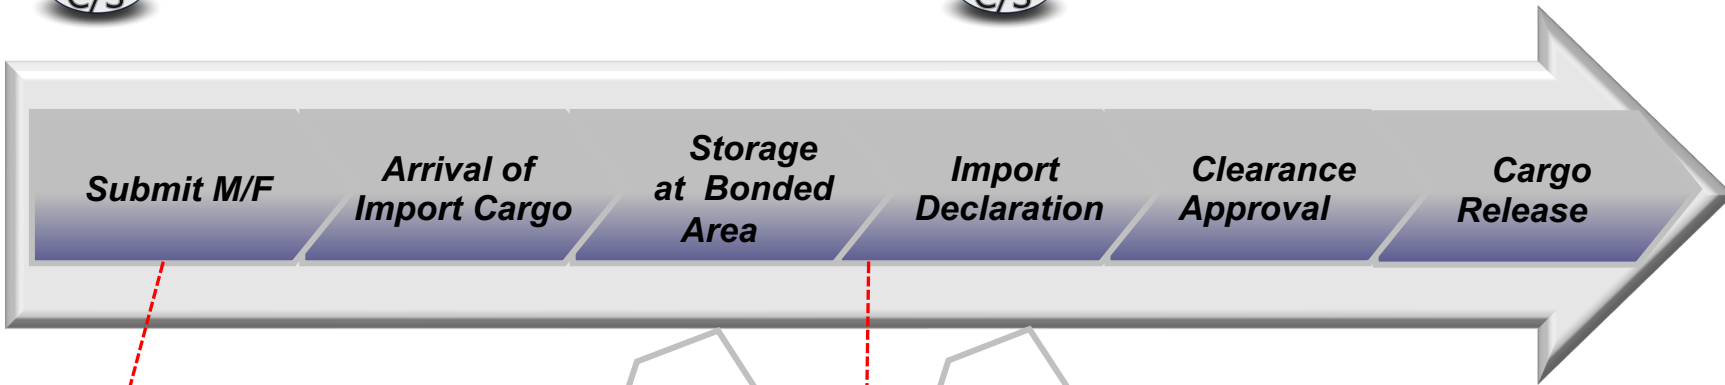 C/S
C/S
Submit M/F
Arrival of
Import Cargo
Storage
at Bonded
Area
Import
Declaration
Clearance
Approval
Cargo
Release